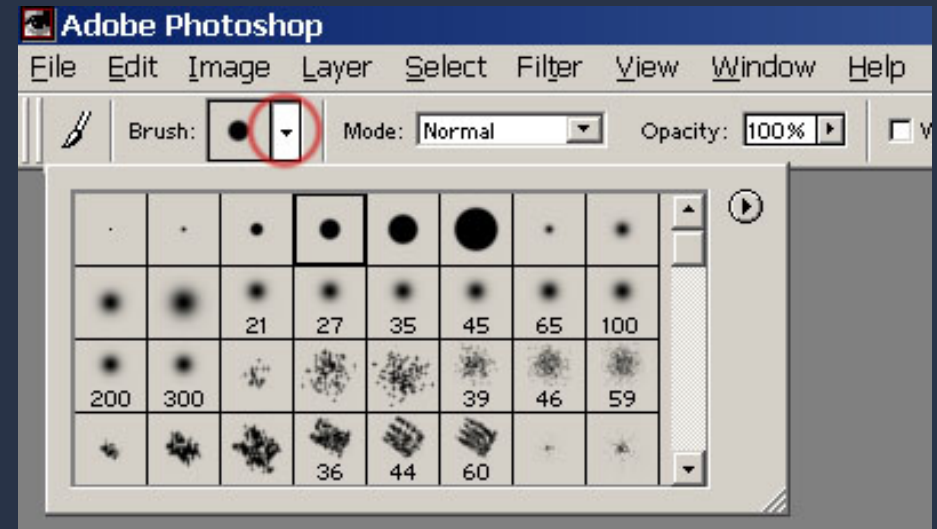 Adobe Photoshop
File Edit Image Layer Select Filter View Window Help
Brush: Mode: Normal Opacity: 100%
21 27 35 45 65 100
200 300 39 46 59
36 44 60